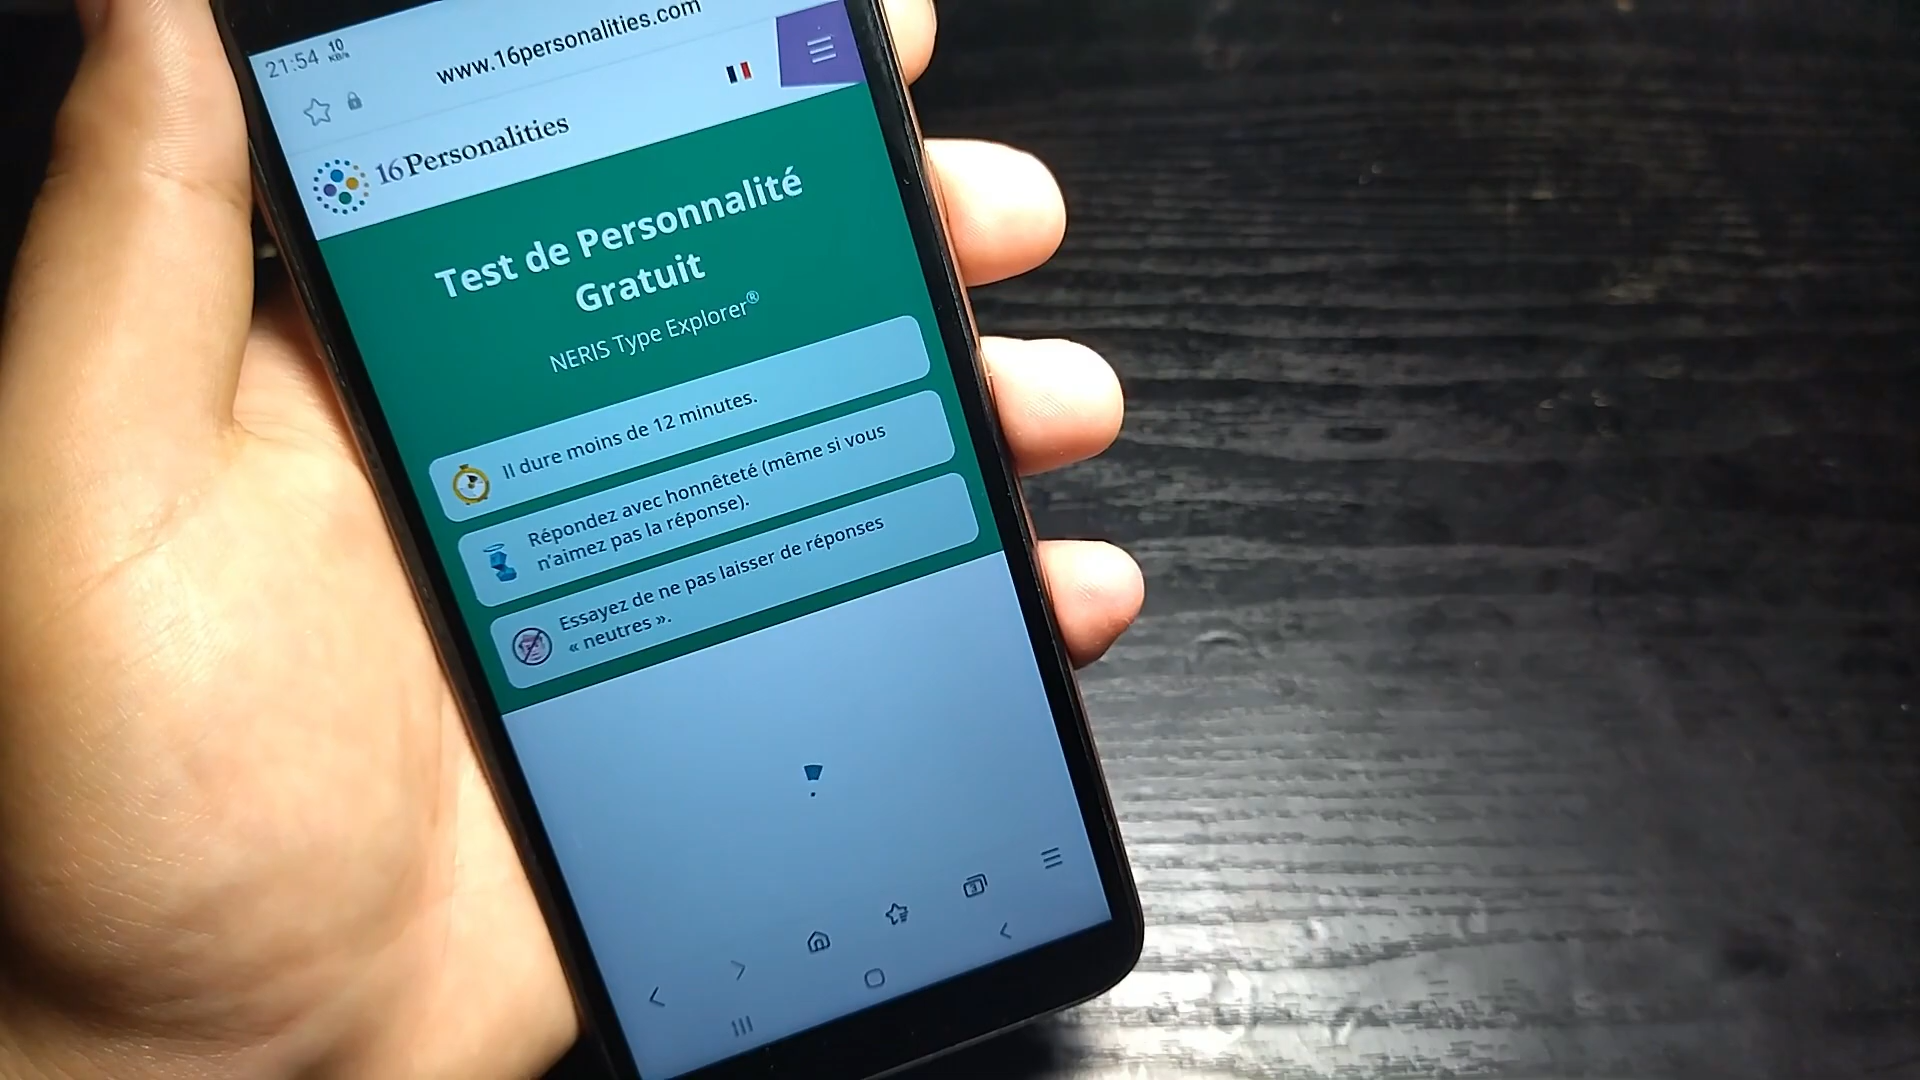 21:54 10 KB/s
www.16personalities.com
16Personalities
Test de Personnalité
Gratuit
NERIS Type Explorer®
Il dure moins de 12 minutes.
Répondez avec honnêteté (même si vous
n'aimez pas la réponse).
Essayez de ne pas laisser de réponses
« neutres ».
3